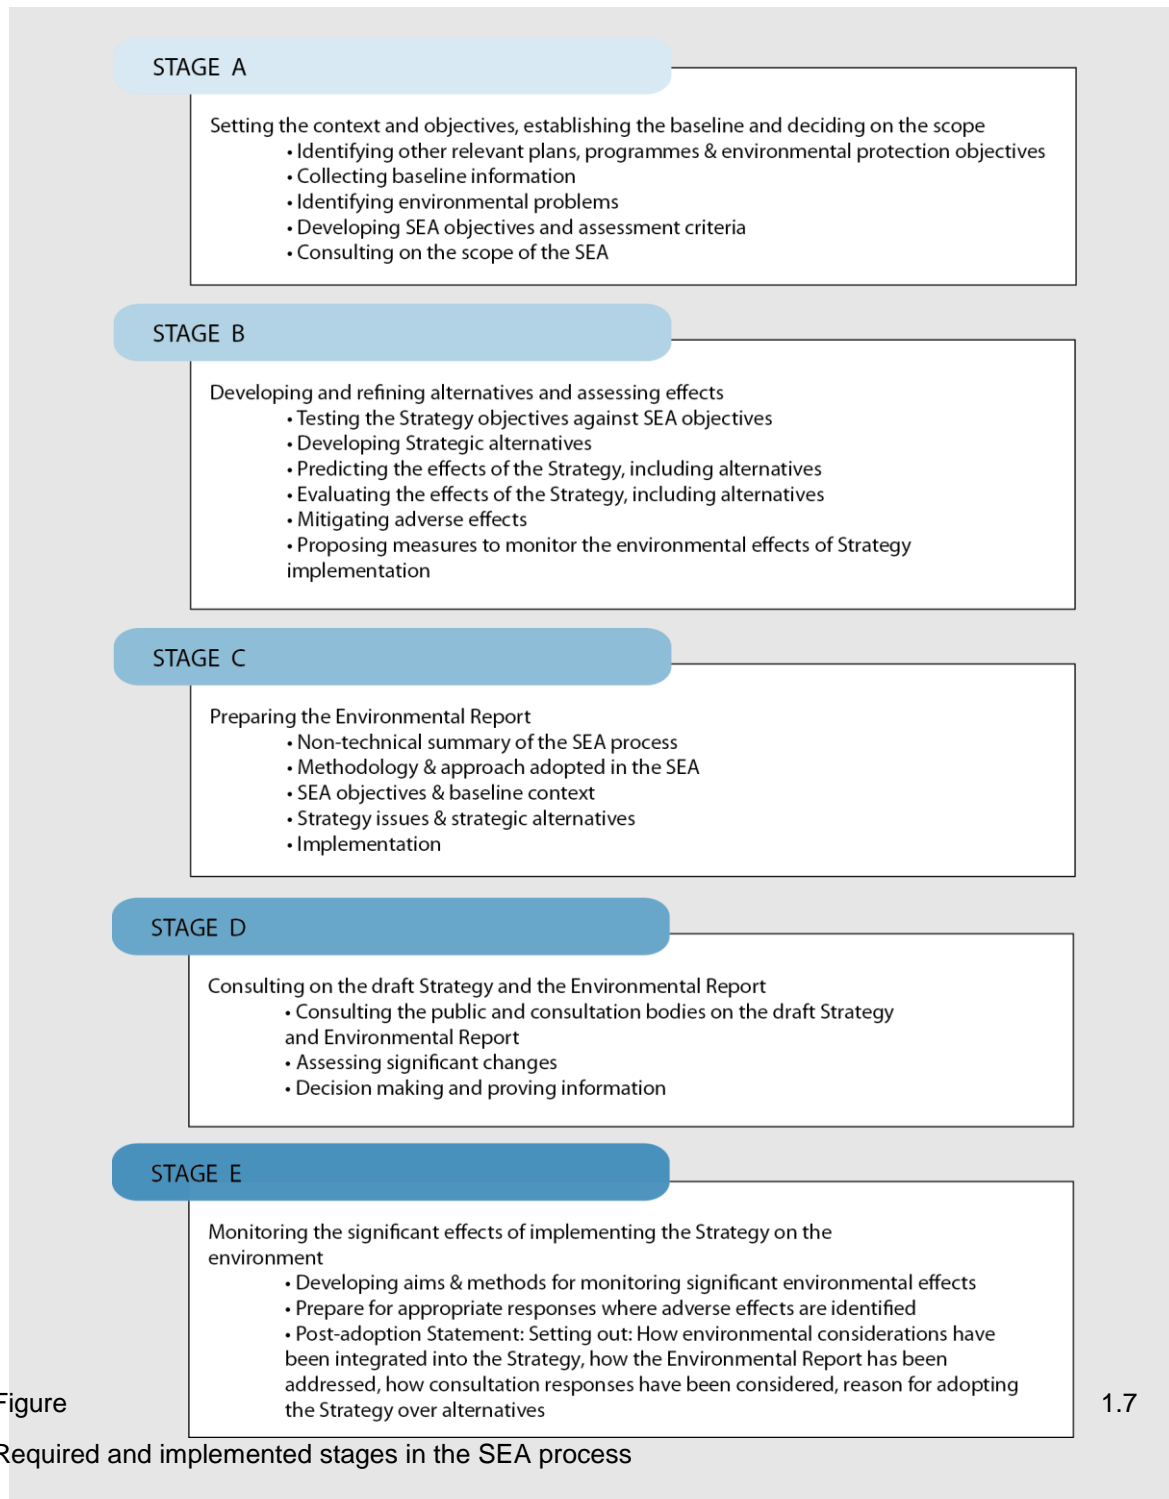 STAGE A
Setting the context and objectives, establishing the baseline and deciding on the scope
• Identifying other relevant plans, programmes & environmental protection objectives
• Collecting baseline information
• Identifying environmental problems
• Developing SEA objectives and assessment criteria
• Consulting on the scope of the SEA
STAGE B
Developing and refining alternatives and assessing effects
• Testing the Strategy objectives against SEA objectives
• Developing Strategic alternatives
• Predicting the effects of the Strategy, including alternatives
• Evaluating the effects of the Strategy, including alternatives
• Mitigating adverse effects
• Proposing measures to monitor the environmental effects of Strategy
implementation
STAGE C
Preparing the Environmental Report
• Non-technical summary of the SEA process
• Methodology & approach adopted in the SEA
• SEA objectives & baseline context
• Strategy issues & strategic alternatives
• Implementation
STAGE D
Consulting on the draft Strategy and the Environmental Report
• Consulting the public and consultation bodies on the draft Strategy
and Environmental Report
• Assessing significant changes
• Decision making and proving information
STAGE E
Monitoring the significant effects of implementing the Strategy on the
environment
• Developing aims & methods for monitoring significant environmental effects
• Prepare for appropriate responses where adverse effects are identified
• Post-adoption Statement: Setting out: How environmental considerations have
been integrated into the Strategy, how the Environmental Report has been
addressed, how consultation responses have been considered, reason for adopting
the Strategy over alternatives
Figure 1.7
Required and implemented stages in the SEA process